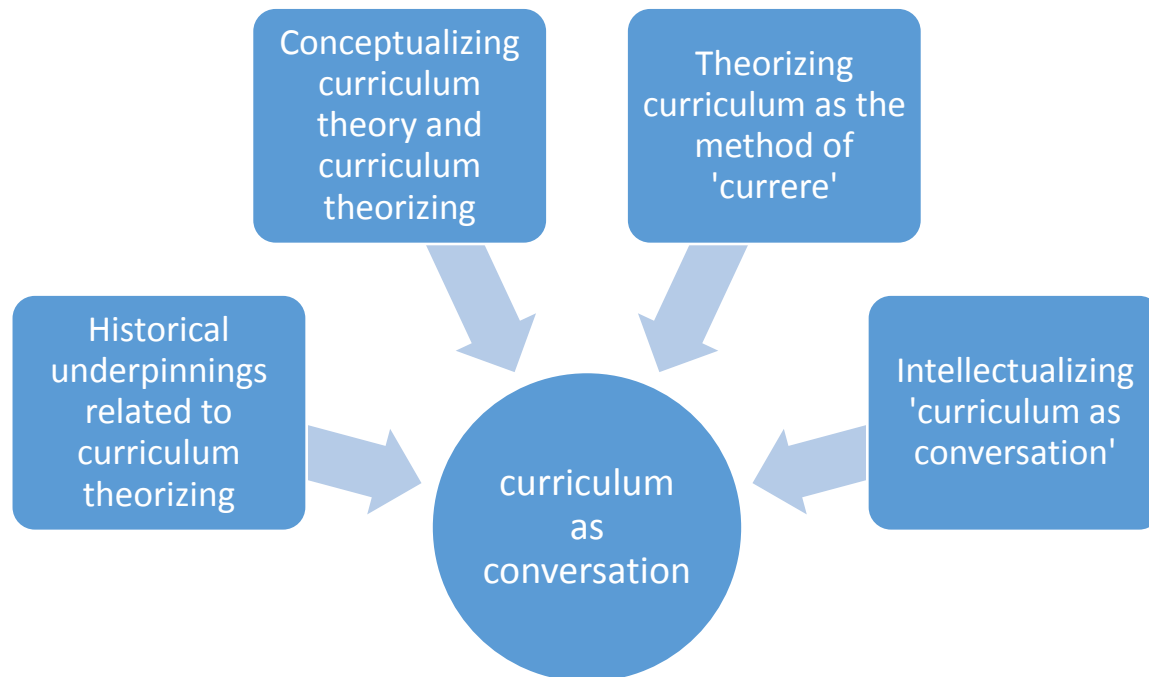 Historical
underpinnings
related to
curriculum
theorizing
Conceptualizing
curriculum
theory and
curriculum
theorizing
Theorizing
curriculum as the
method of
'currere'
Intellectualizing
'curriculum as
conversation'
curriculum
as
conversation